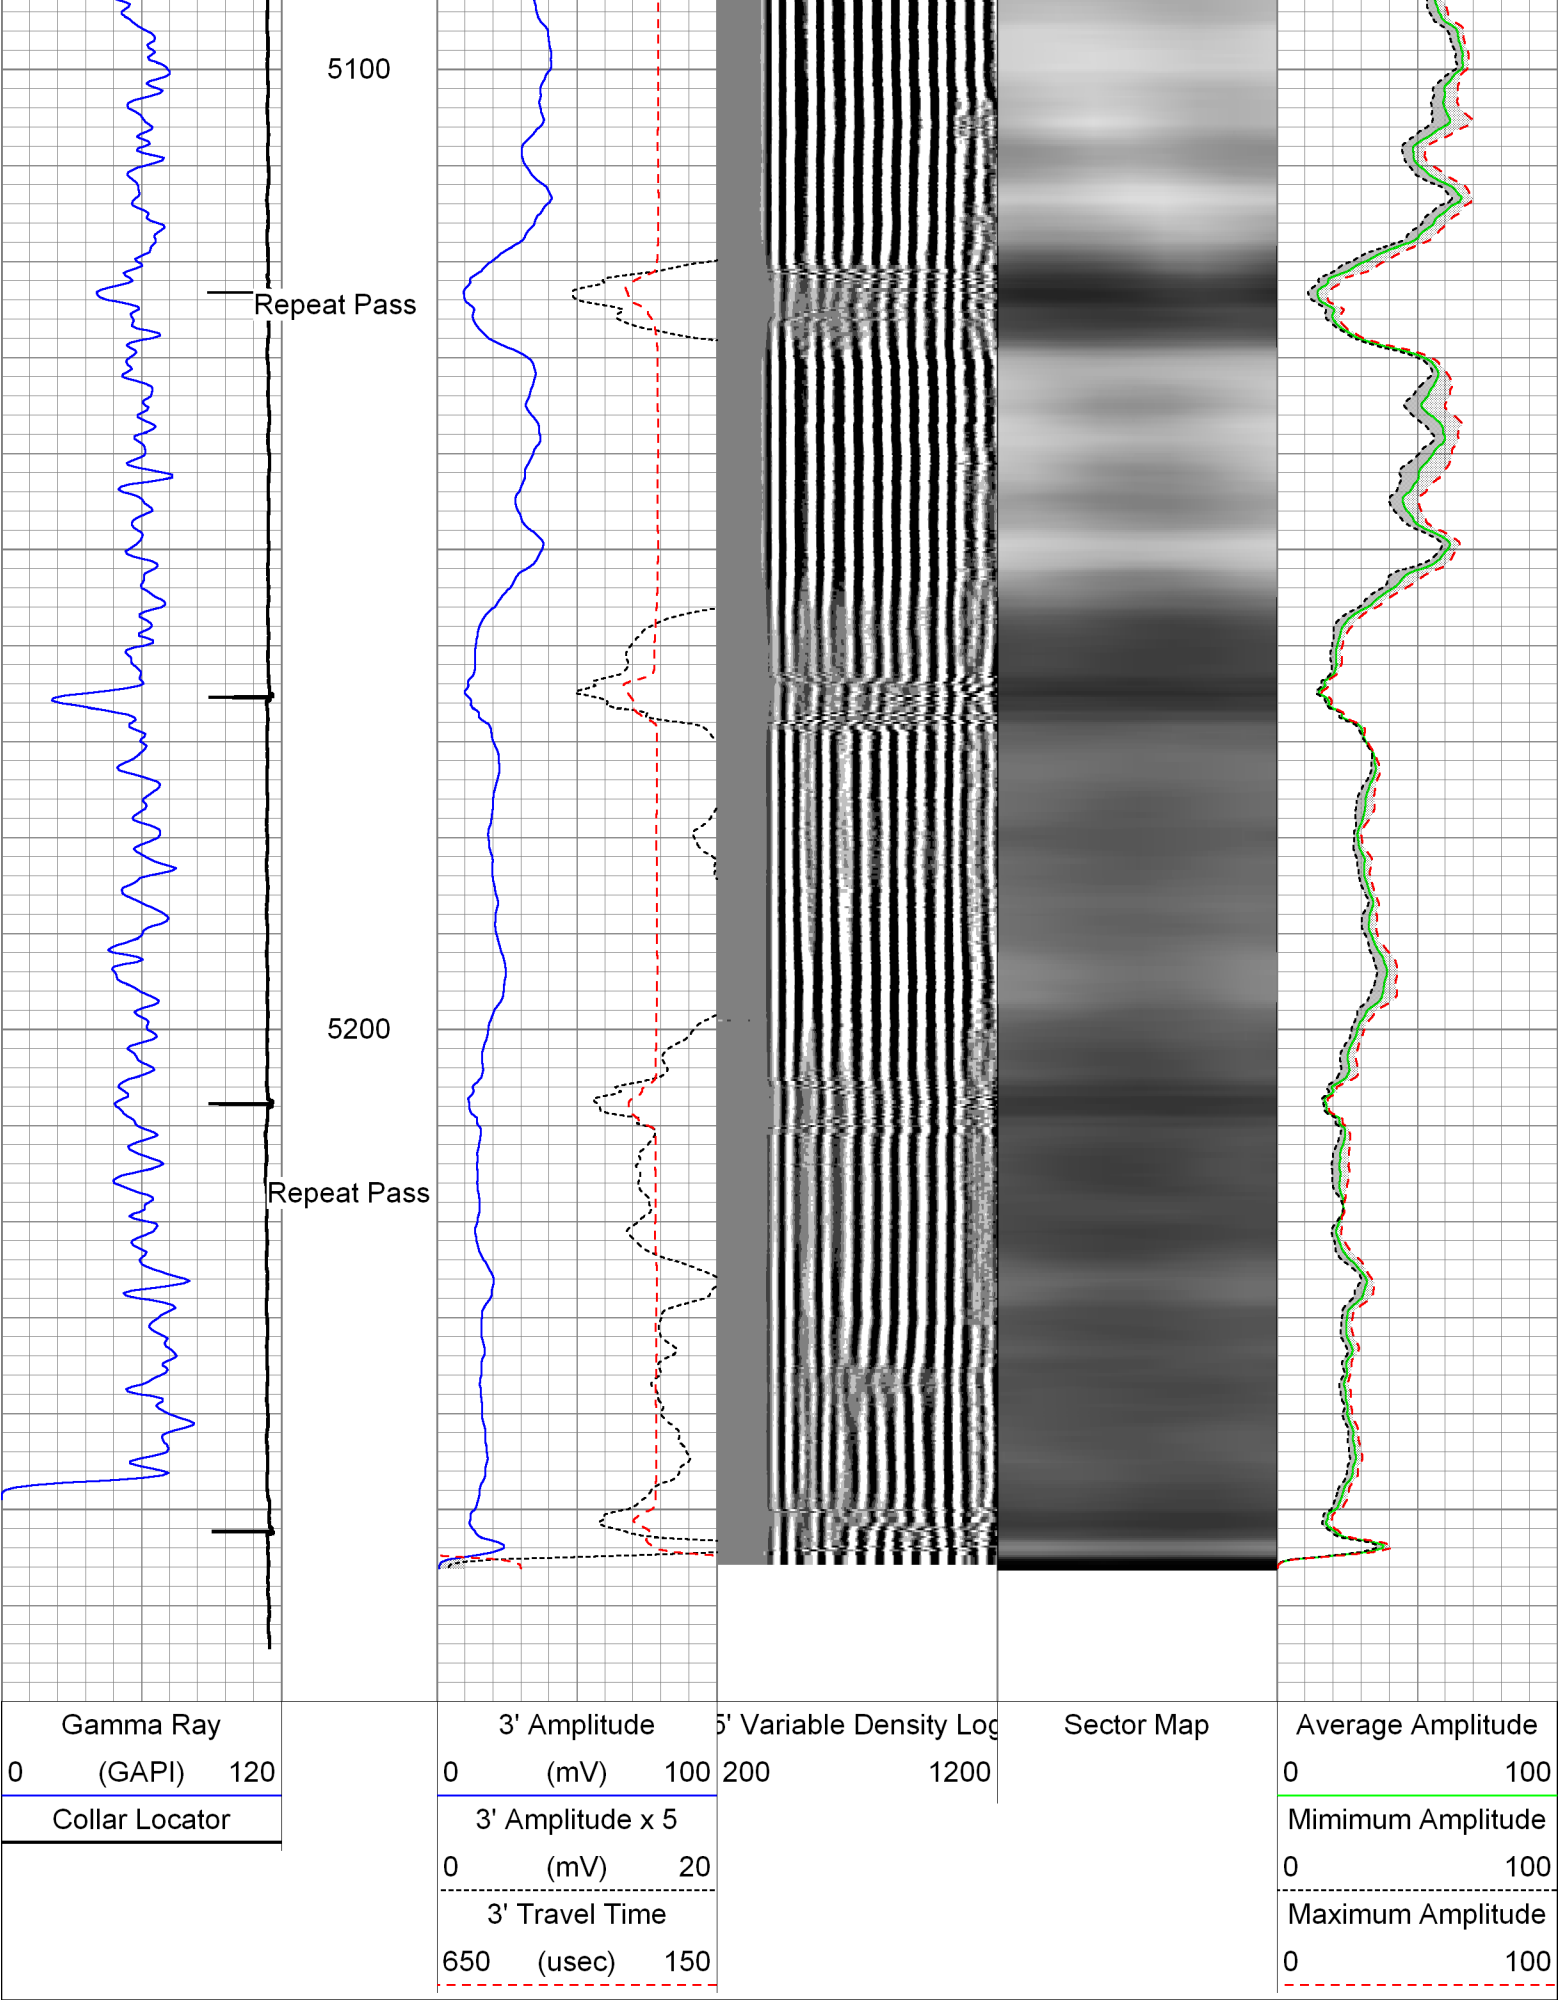 5100
Repeat Pass
5200
Repeat Pass
Gamma Ray
0 (GAPI) 120
Collar Locator
3' Amplitude
0 (mV) 100
3' Amplitude x 5
0 (mV) 20
3' Travel Time
650 (usec) 150
5' Variable Density Log
200 1200
Sector Map
Average Amplitude
0 100
Mimimum Amplitude
0 100
Maximum Amplitude
0 100